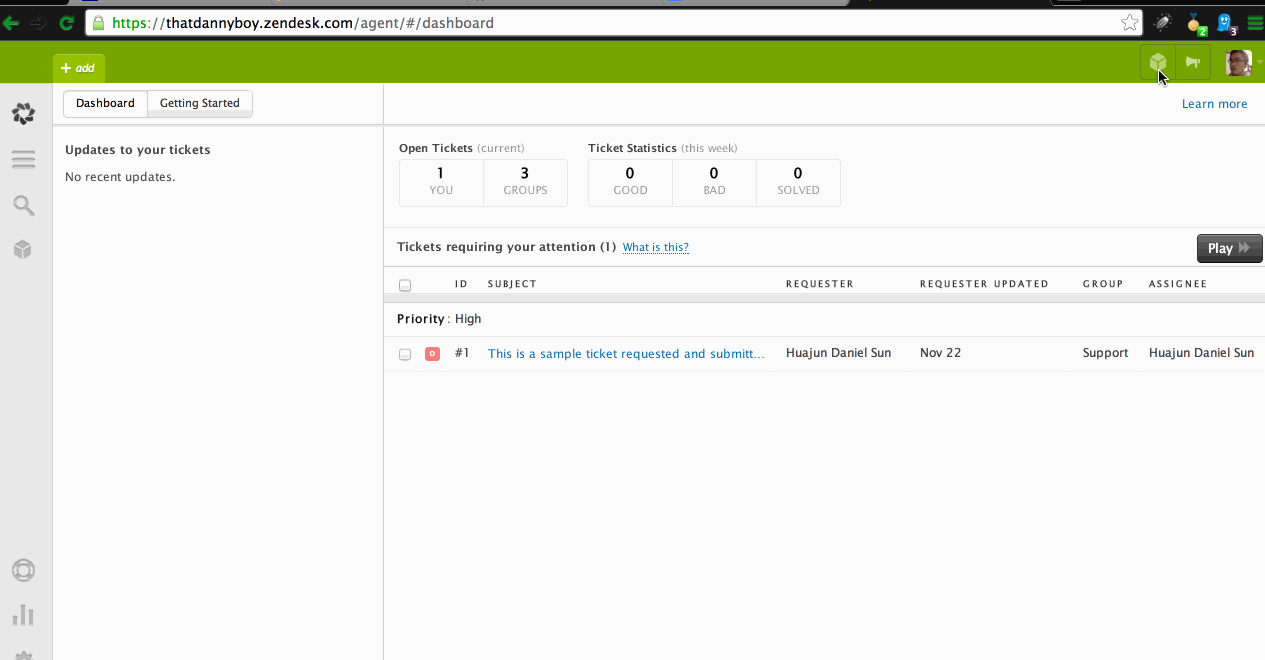 https://thatdannyboy.zendesk.com/agent/#/dashboard
2
3
+ add
Dashboard
Getting Started
Learn more
Updates to your tickets
No recent updates.
Open Tickets (current)
Ticket Statistics (this week)
1
3
0
0
0
YOU
GROUPS
GOOD
BAD
SOLVED
Tickets requiring your attention (1) What is this?
Play
ID SUBJECT REQUESTER REQUESTER UPDATED GROUP ASSIGNEE
Priority : High
o #1 This is a sample ticket requested and submitt... Huajun Daniel Sun Nov 22 Support Huajun Daniel Sun